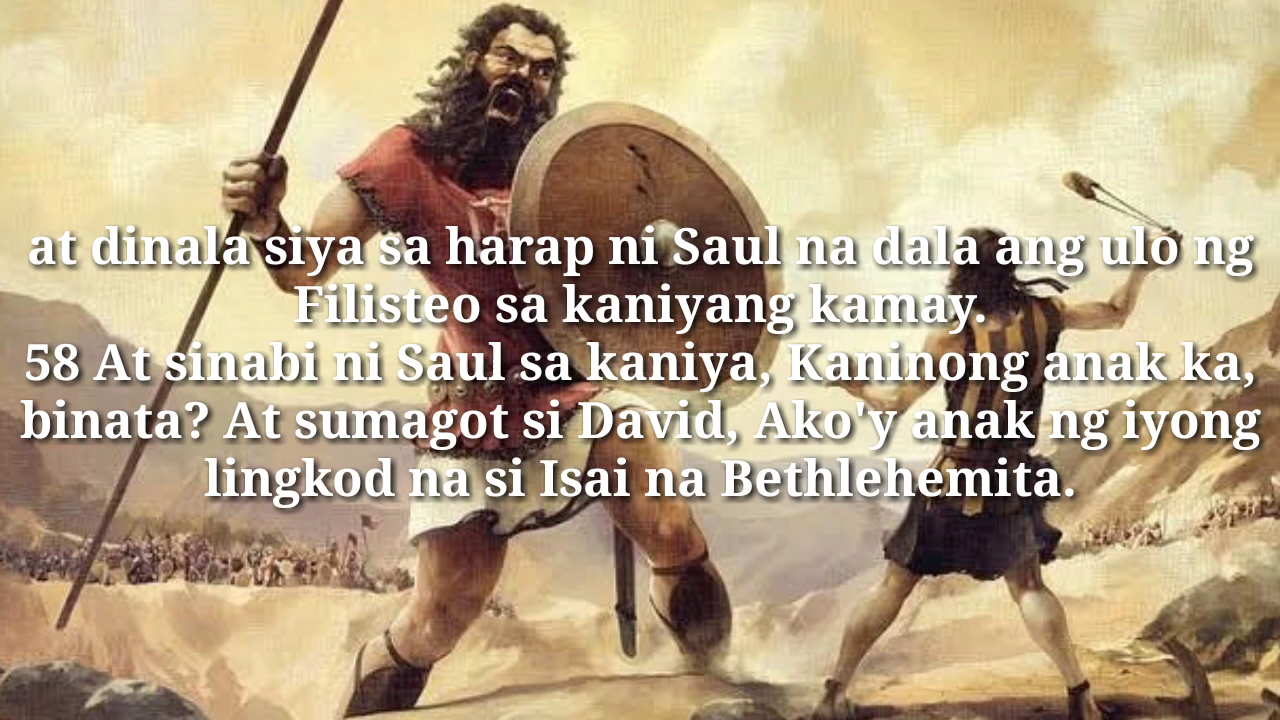 at dinala siya sa harap ni Saul na dala ang ulo ng
Filisteo sa kaniyang kamay.
58 At sinabi ni Saul sa kaniya, Kaninong anak ka,
binata? At sumagot si David, Ako'y anak ng iyong
lingkod na si Isai na Bethlehemita.